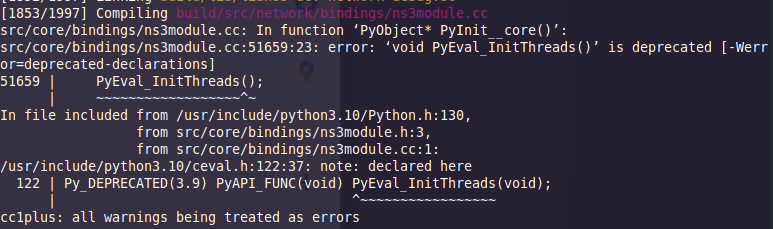 [1853/1997] Compiling build/src/network/bindings/ns3module.cc
src/core/bindings/ns3module.cc: In function ‘PyObject* PyInit__core()’:
src/core/bindings/ns3module.cc:51659:23: error: ‘void PyEval_InitThreads()’ is deprecated [-Werr
or=deprecated-declarations]
51659 |     PyEval_InitThreads();
      |     ~~~~~~~~~~~~~~~~~~^~
In file included from /usr/include/python3.10/Python.h:130,
                 from src/core/bindings/ns3module.h:3,
                 from src/core/bindings/ns3module.cc:1:
/usr/include/python3.10/ceval.h:122:37: note: declared here
  122 | Py_DEPRECATED(3.9) PyAPI_FUNC(void) PyEval_InitThreads(void);
      |                                     ^~~~~~~~~~~~~~~~~~
cc1plus: all warnings being treated as errors